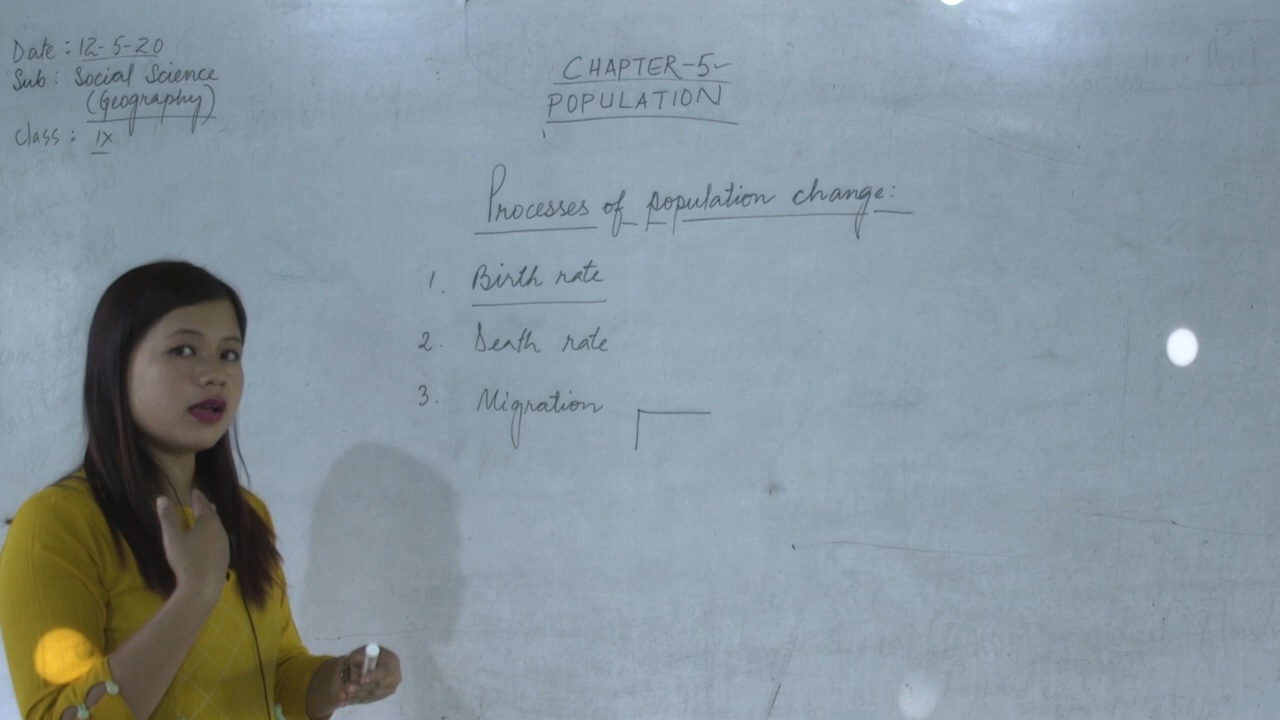 Date : 12-5-20
Sub : Social Science
(Geography)
Class : IX
CHAPTER-5
POPULATION
Processes of population change:
1. Birth rate
2. Death rate
3. Migration